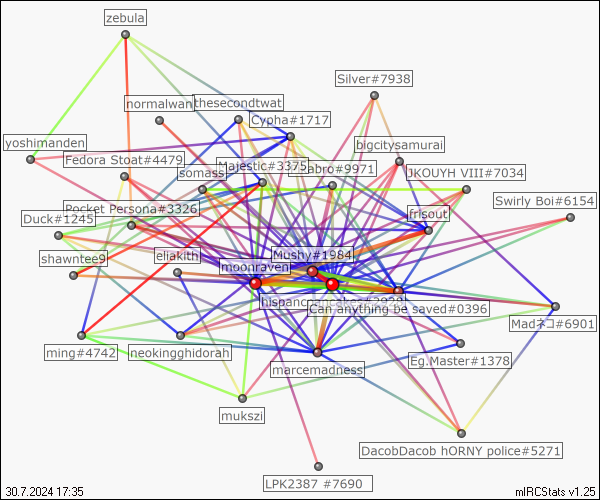 zebula
Silver#7938
normalwan
thesecondtwat
Cypha#1717
yoshimanden
bigcitysamurai
Fedora Stoat#4479
Majestic#3375
abro#9971
somass
JKOUYH VIII#7034
Swirly Boi#6154
Pocket Persona#3326
frisout
Duck#1245
eliakith
Mushy#1984
shawntee9
moonraven
hispanicpancake#3929
Can anything be saved#0396
Madネコ#6901
ming#4742
neokingghidorah
marcemadness
Eg.Master#1378
mukszi
DacobDacob hORNY police#5271
LPK2387 #7690
30.7.2024 17:35
mIRCStats v1.25